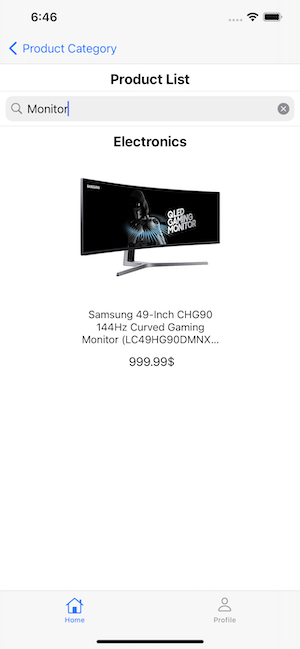 6:46
Product Category
Product List
Monitor
Electronics
SAMSUNG
QLED
GAMING
MONITOR
Samsung 49-Inch CHG90
144Hz Curved Gaming
Monitor (LC49HG90DMNX...
999.99$
Home
Profile